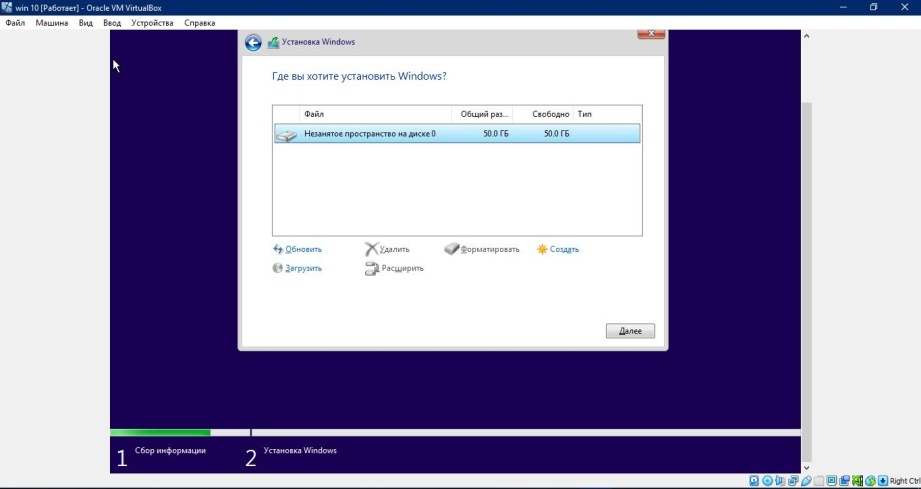 win 10 [Работает] - Oracle VM VirtualBox
Файл Машина Вид Ввод Устройства Справка
Установка Windows
Где вы хотите установить Windows?
Файл Общий раз... Свободно Тип
Незанятое пространство на диске 0 50.0 ГБ 50.0 ГБ
Обновить Удалить Форматировать Создать
Загрузить Расширить
Далее
1 Сбор информации 2 Установка Windows
Right Ctrl